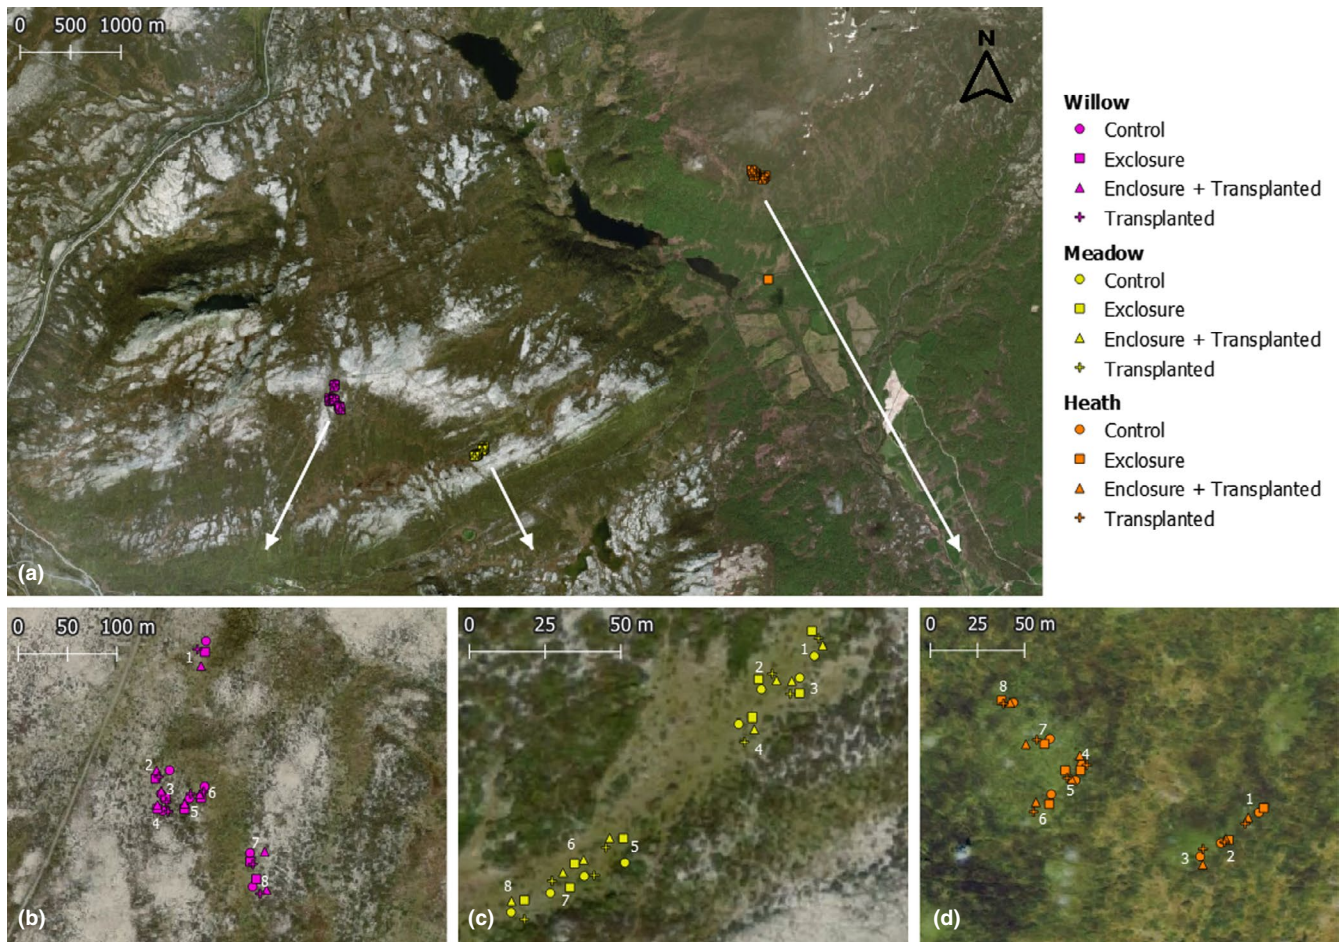 0 500 1000 m
N
(a)
Willow
Control
Exclosure
Enclosure + Transplanted
Transplanted
Meadow
Control
Exclosure
Enclosure + Transplanted
Transplanted
Heath
Control
Exclosure
Enclosure + Transplanted
Transplanted
0 50 100 m
1
2
3
6
4
5
7
8
(b)
0 25 50 m
1
2
3
4
6
5
8
7
(c)
0 25 50 m
8
7
4
5
6
1
2
3
(d)